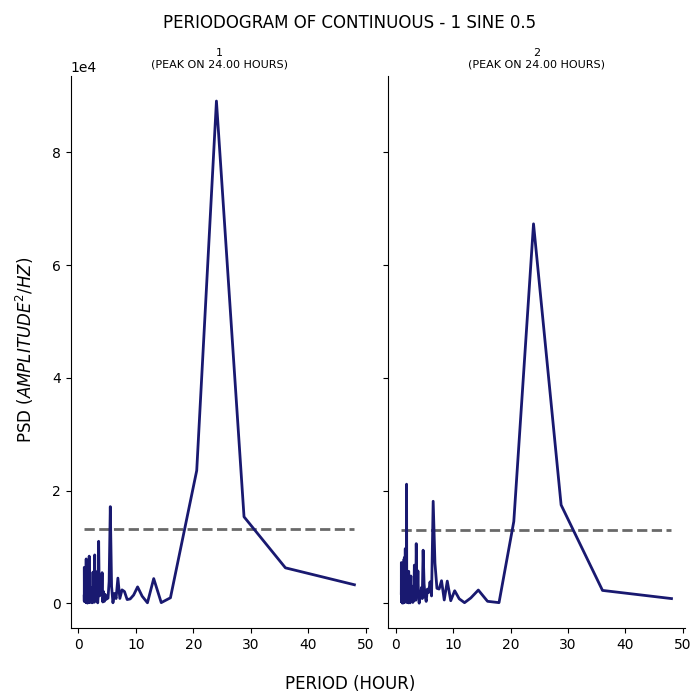 PERIODOGRAM OF CONTINUOUS - 1 SINE 0.5
1
(PEAK ON 24.00 HOURS)
2
(PEAK ON 24.00 HOURS)
1e4
8
6
4
2
0
PSD (AMPLITUDE²/HZ)
0 10 20 30 40 50
0 10 20 30 40 50
PERIOD (HOUR)